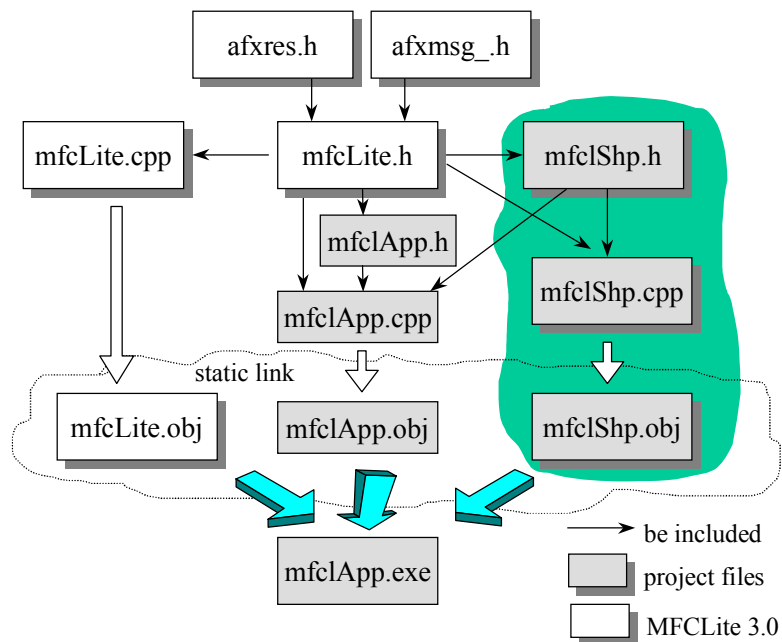 afxres.h
afxmsg_.h
mfcLite.cpp
mfcLite.h
mfclShp.h
mfclApp.h
mfclShp.cpp
mfclApp.cpp
static link
mfcLite.obj
mfclApp.obj
mfclShp.obj
be included
mfclApp.exe
project files
MFCLite 3.0